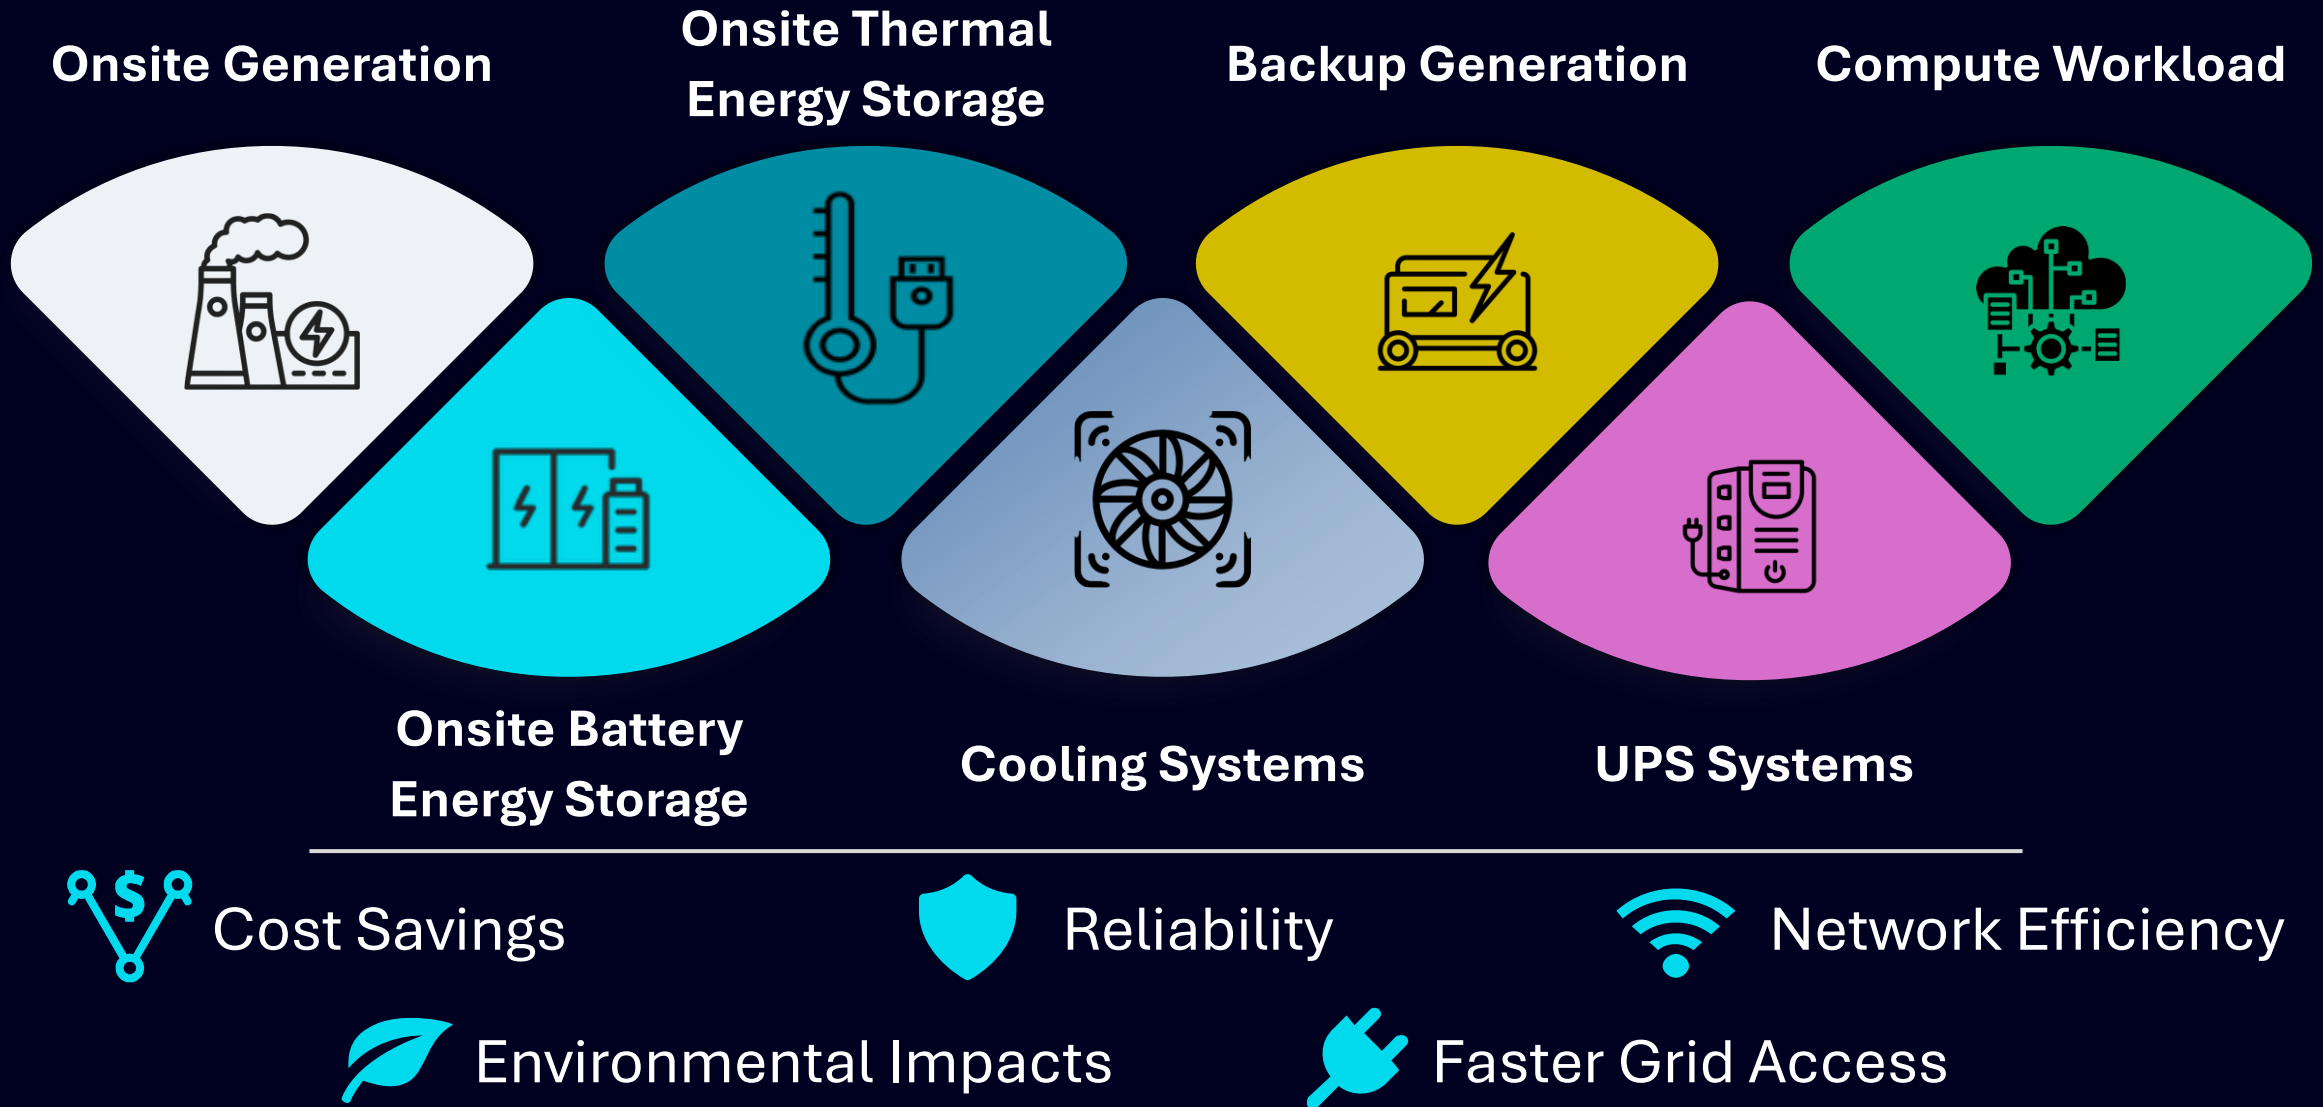 Onsite Generation
Onsite Thermal
Energy Storage
Backup Generation
Compute Workload
Onsite Battery
Energy Storage
Cooling Systems
UPS Systems
$
Cost Savings
Reliability
Network Efficiency
Environmental Impacts
Faster Grid Access